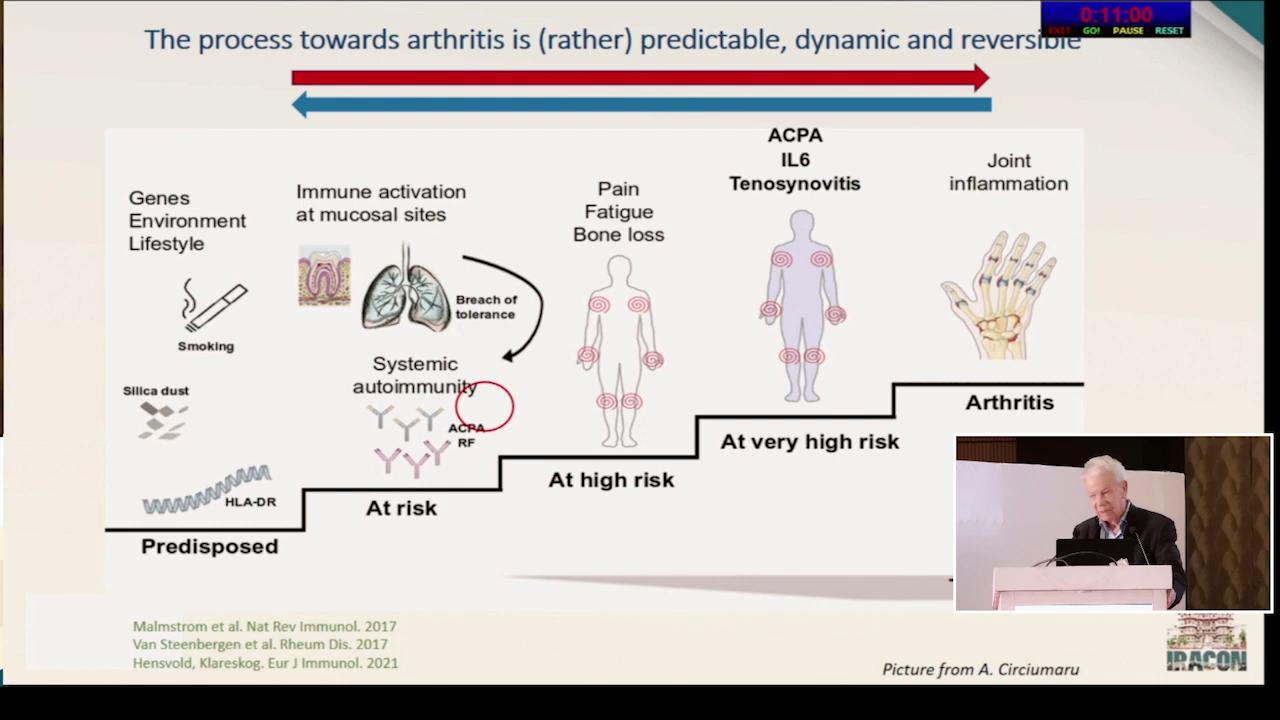 0:11:00
EXIT GO! PAUSE RESET
The process towards arthritis is (rather) predictable, dynamic and reversible
Genes
Environment
Lifestyle
Smoking
Silica dust
HLA-DR
Predisposed
Immune activation
at mucosal sites
Breach of
tolerance
Systemic
autoimmunity
ACPA
RF
At risk
Pain
Fatigue
Bone loss
At high risk
ACPA
IL6
Tenosynovitis
At very high risk
Joint
inflammation
Arthritis
Malmstrom et al. Nat Rev Immunol. 2017
Van Steenbergen et al. Rheum Dis. 2017
Hensvold, Klareskog. Eur J Immunol. 2021
Picture from A. Circiumaru
IRACON